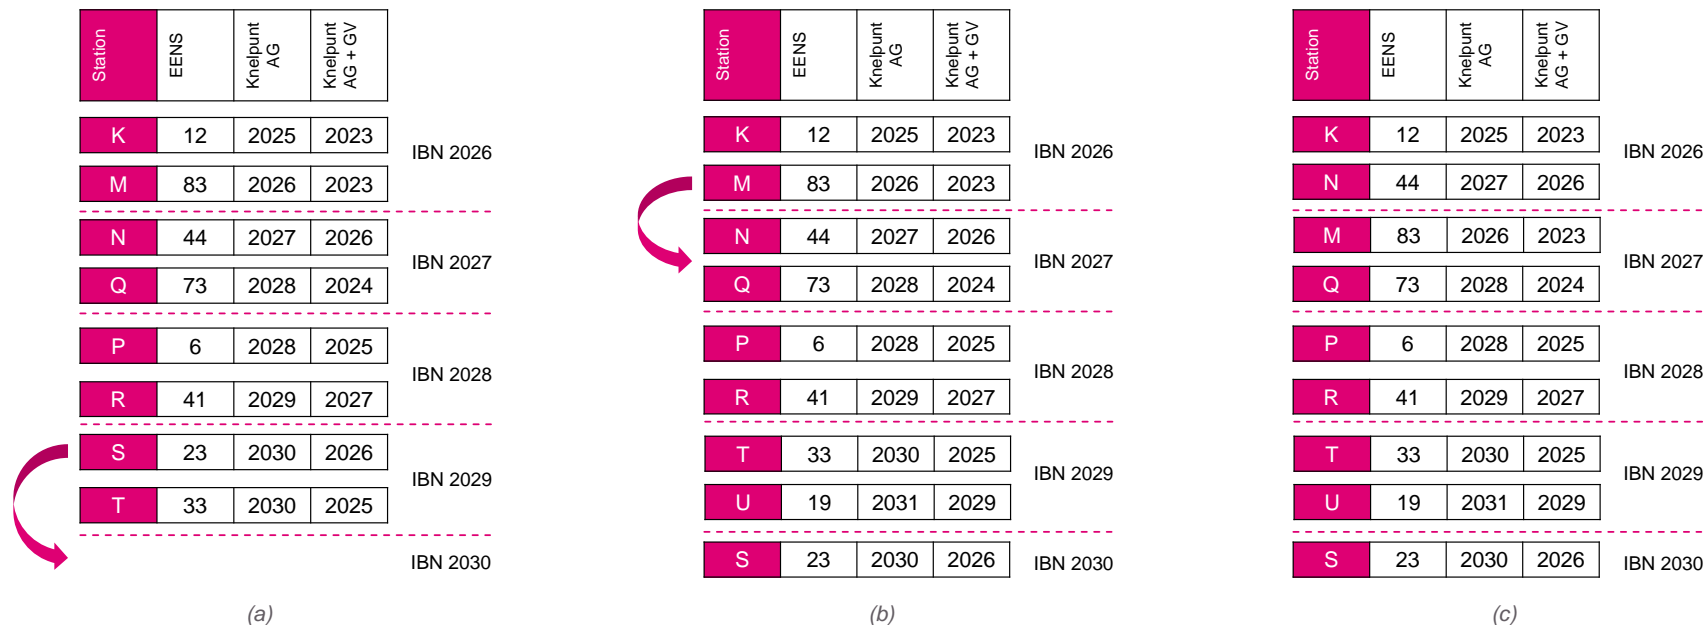 Station EENS Knelpunt AG Knelpunt AG + GV
K 12 2025 2023
IBN 2026
M 83 2026 2023
N 44 2027 2026
IBN 2027
Q 73 2028 2024
P 6 2028 2025
IBN 2028
R 41 2029 2027
S 23 2030 2026
IBN 2029
T 33 2030 2025
IBN 2030
(a)
Station EENS Knelpunt AG Knelpunt AG + GV
K 12 2025 2023
IBN 2026
M 83 2026 2023
N 44 2027 2026
IBN 2027
Q 73 2028 2024
P 6 2028 2025
IBN 2028
R 41 2029 2027
T 33 2030 2025
IBN 2029
U 19 2031 2029
S 23 2030 2026
IBN 2030
(b)
Station EENS Knelpunt AG Knelpunt AG + GV
K 12 2025 2023
IBN 2026
N 44 2027 2026
M 83 2026 2023
IBN 2027
Q 73 2028 2024
P 6 2028 2025
IBN 2028
R 41 2029 2027
T 33 2030 2025
IBN 2029
U 19 2031 2029
S 23 2030 2026
IBN 2030
(c)